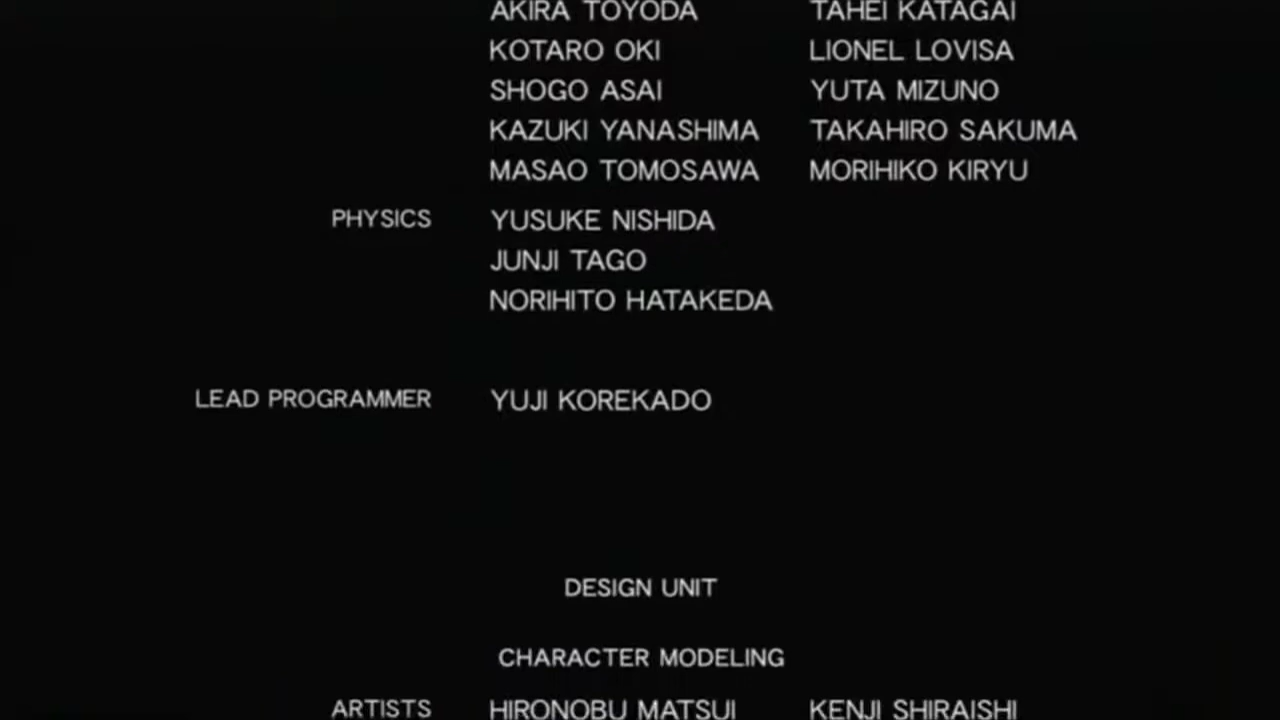 AKIRA TOYODA TAHEI KATAGAI
KOTARO OKI LIONEL LOVISA
SHOGO ASAI YUTA MIZUNO
KAZUKI YANASHIMA TAKAHIRO SAKUMA
MASAO TOMOSAWA MORIHIKO KIRYU
PHYSICS YUSUKE NISHIDA
JUNJI TAGO
NORIHITO HATAKEDA
LEAD PROGRAMMER YUJI KOREKADO
DESIGN UNIT
CHARACTER MODELING
ARTISTS HIRONOBU MATSUI KENJI SHIRAISHI